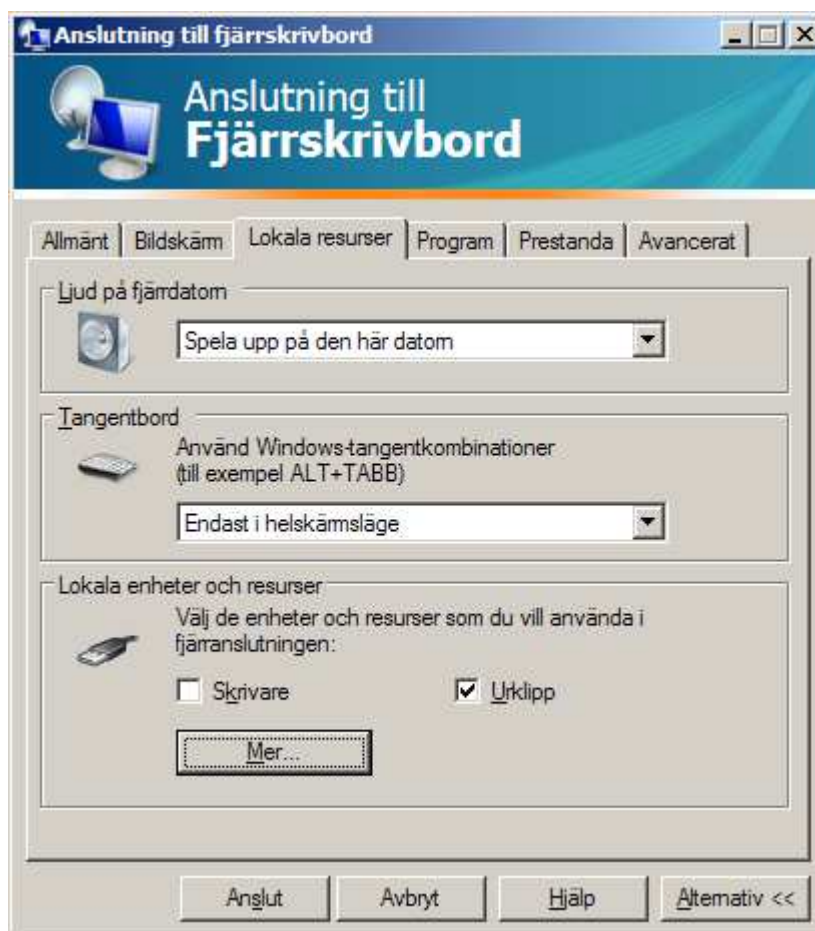 Anslutning till fjärrskrivbord
Anslutning till
Fjärrskrivbord
Allmänt Bildskärm Lokala resurser Program Prestanda Avancerat
Ljud på fjärrdatorn
Spela upp på den här datorn
Tangentbord
Använd Windows-tangentkombinationer
(till exempel ALT+TABB)
Endast i helskärmsläge
Lokala enheter och resurser
Välj de enheter och resurser som du vill använda i
fjärranslutningen:
Skrivare Urklipp
Mer...
Anslut Avbryt Hjälp Alternativ <<